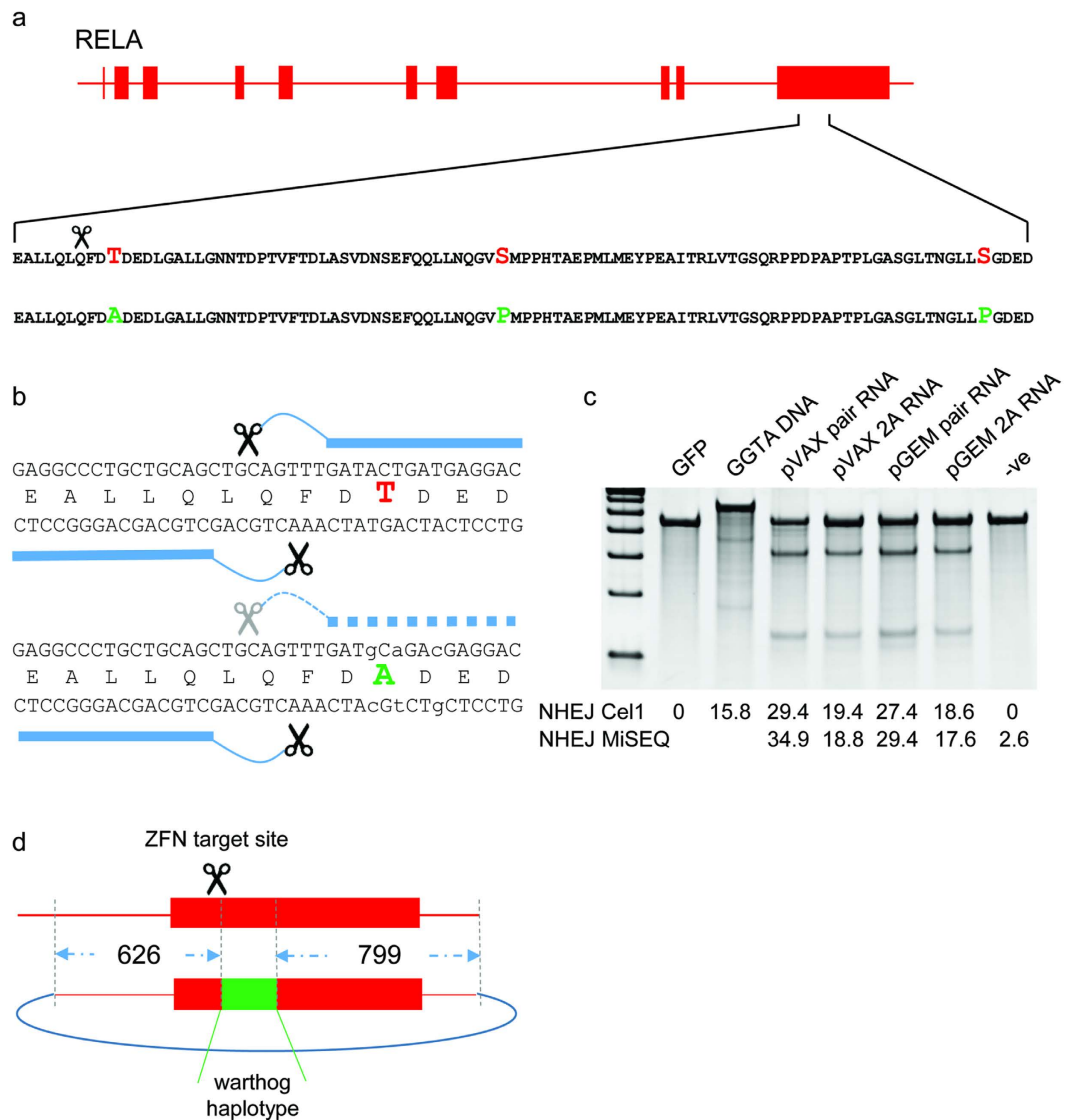 a
RELA
EALLQLQFDTDEDLGALLGNNTDPTVFTDLASVDNSEFQQLLNQGVSMPPHTAEPMLMEYPEAITRLVTGSQRPPDPAPTPLGASGLTNGLLSGDED
EALLQLQFDADEDLGALLGNNTDPTVFTDLASVDNSEFQQLLNQGVPMPPHTAEPMLMEYPEAITRLVTGSQRPPDPAPTPLGASGLTNGLLPGDED
b
GAGGCCCTGCTGCAGCTGCAGTTTGATACTGATGAGGAC
E A L L Q L Q F D T D E D
CTCCGGGACGACGTCGACGTCAAACTATGACTACTCCTG
GAGGCCCTGCTGCAGCTGCAGTTTGATgCaGAcGAGGAC
E A L L Q L Q F D A D E D
CTCCGGGACGACGTCGACGTCAAACTAcGtCTgCTCCTG
c
GFP
GGTA DNA
pVAX pair RNA
pVAX 2A RNA
pGEM pair RNA
pGEM 2A RNA
-ve
NHEJ Cel1 0 15.8 29.4 19.4 27.4 18.6 0
NHEJ MiSEQ 34.9 18.8 29.4 17.6 2.6
d
ZFN target site
626
799
warthog
haplotype